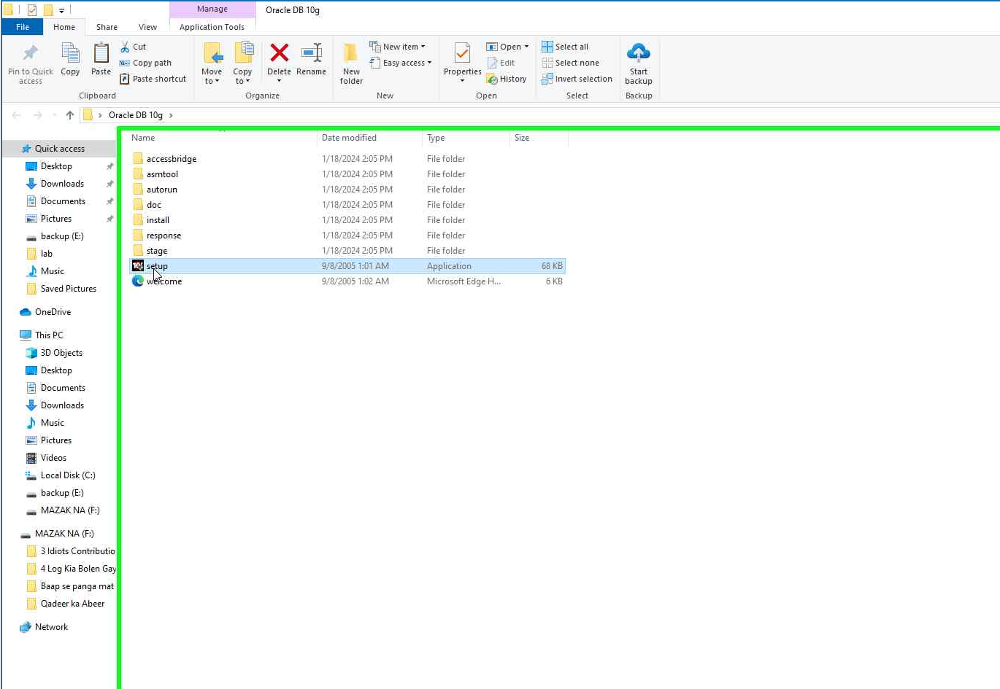 Manage
Oracle DB 10g
File
Home
Share
View
Application Tools
Pin to Quick access
Copy
Paste
Cut
Copy path
Paste shortcut
Clipboard
Move to
Copy to
Delete
Rename
Organize
New folder
New item
Easy access
New
Properties
Open
Edit
History
Open
Select all
Select none
Invert selection
Select
Start backup
Backup
Oracle DB 10g
Name Date modified Type Size
accessbridge 1/18/2024 2:05 PM File folder
asmtool 1/18/2024 2:05 PM File folder
autorun 1/18/2024 2:05 PM File folder
doc 1/18/2024 2:05 PM File folder
install 1/18/2024 2:05 PM File folder
response 1/18/2024 2:05 PM File folder
stage 1/18/2024 2:05 PM File folder
setup 9/8/2005 1:01 AM Application 68 KB
welcome 9/8/2005 1:02 AM Microsoft Edge H... 6 KB
Quick access
Desktop
Downloads
Documents
Pictures
backup (E:)
lab
Music
Saved Pictures
OneDrive
This PC
3D Objects
Desktop
Documents
Downloads
Music
Pictures
Videos
Local Disk (C:)
backup (E:)
MAZAK NA (F:)
MAZAK NA (F:)
3 Idiots Contributio
4 Log Kia Bolen Gay
Baap se panga mat
Qadeer ka Abeer
Network